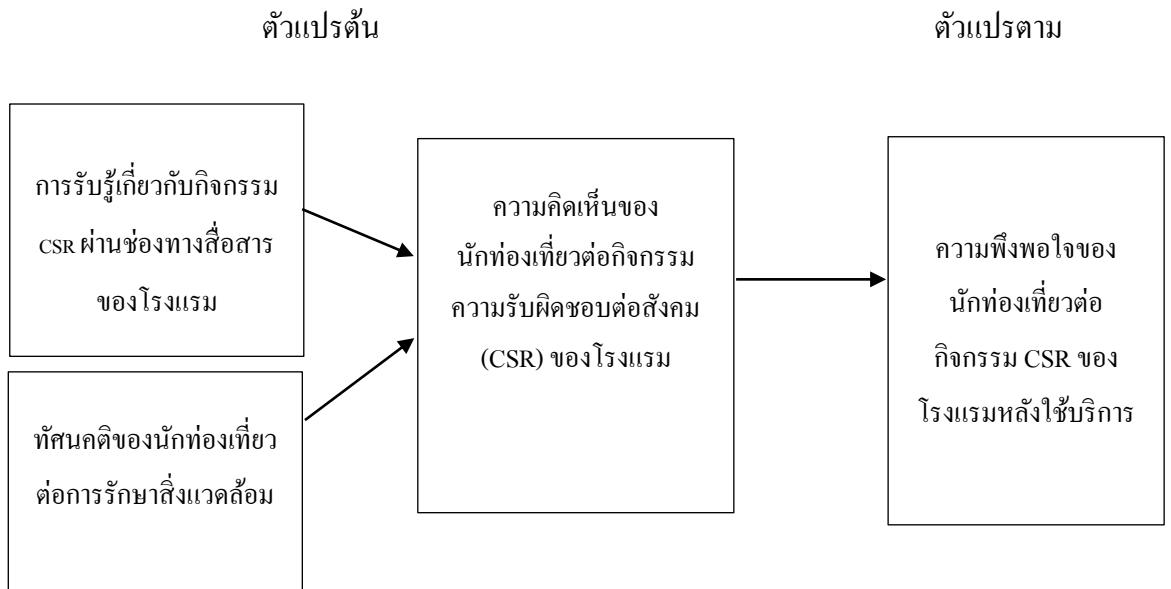 ตัวแปรต้น
ตัวแปรตาม
การรับรู้เกี่ยวกับกิจกรรม
CSR ผ่านช่องทางสื่อสาร
ของโรงแรม
ทัศนคติของนักท่องเที่ยว
ต่อการรักษาสิ่งแวดล้อม
ความคิดเห็นของ
นักท่องเที่ยวต่อกิจกรรม
ความรับผิดชอบต่อสังคม
(CSR) ของโรงแรม
ความพึงพอใจของ
นักท่องเที่ยวต่อ
กิจกรรม CSR ของ
โรงแรมหลังใช้บริการ